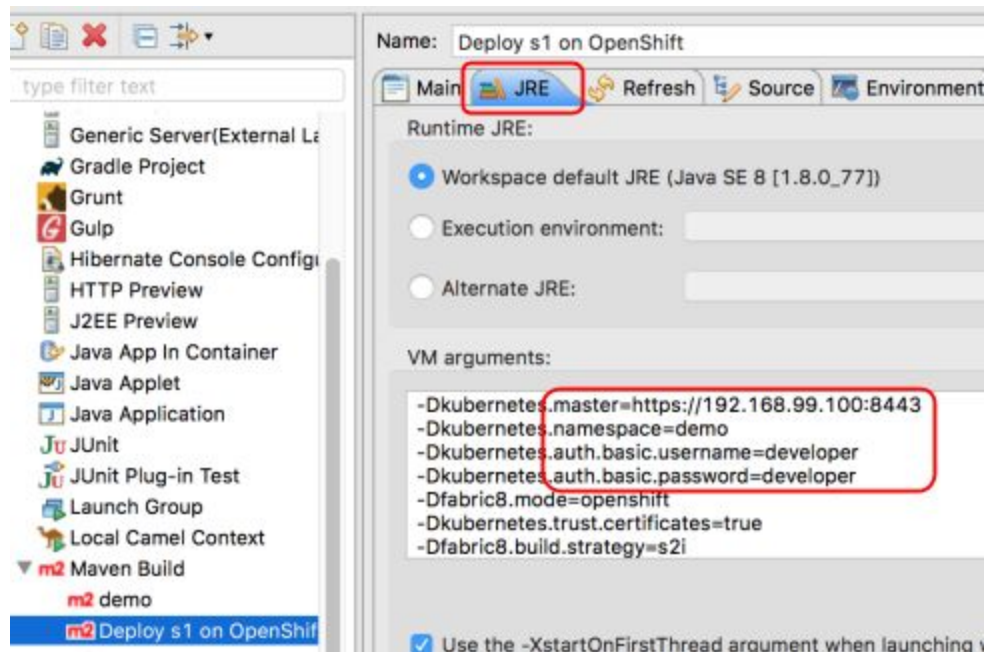 Name: Deploy s1 on OpenShift
type filter text
Main JRE Refresh Source Environment
Generic Server(External La
Gradle Project
Grunt
Gulp
Hibernate Console Configu
HTTP Preview
J2EE Preview
Java App In Container
Java Applet
Java Application
JU JUnit
JU JUnit Plug-in Test
Launch Group
Local Camel Context
m2 Maven Build
m2 demo
m2 Deploy s1 on OpenShif
Runtime JRE:
Workspace default JRE (Java SE 8 [1.8.0_77])
Execution environment:
Alternate JRE:
VM arguments:
-Dkubernetes.master=https://192.168.99.100:8443
-Dkubernetes.namespace=demo
-Dkubernetes.auth.basic.username=developer
-Dkubernetes.auth.basic.password=developer
-Dfabric8.mode=openshift
-Dkubernetes.trust.certificates=true
-Dfabric8.build.strategy=s2i
Use the -XstartOnFirstThread argument when launching